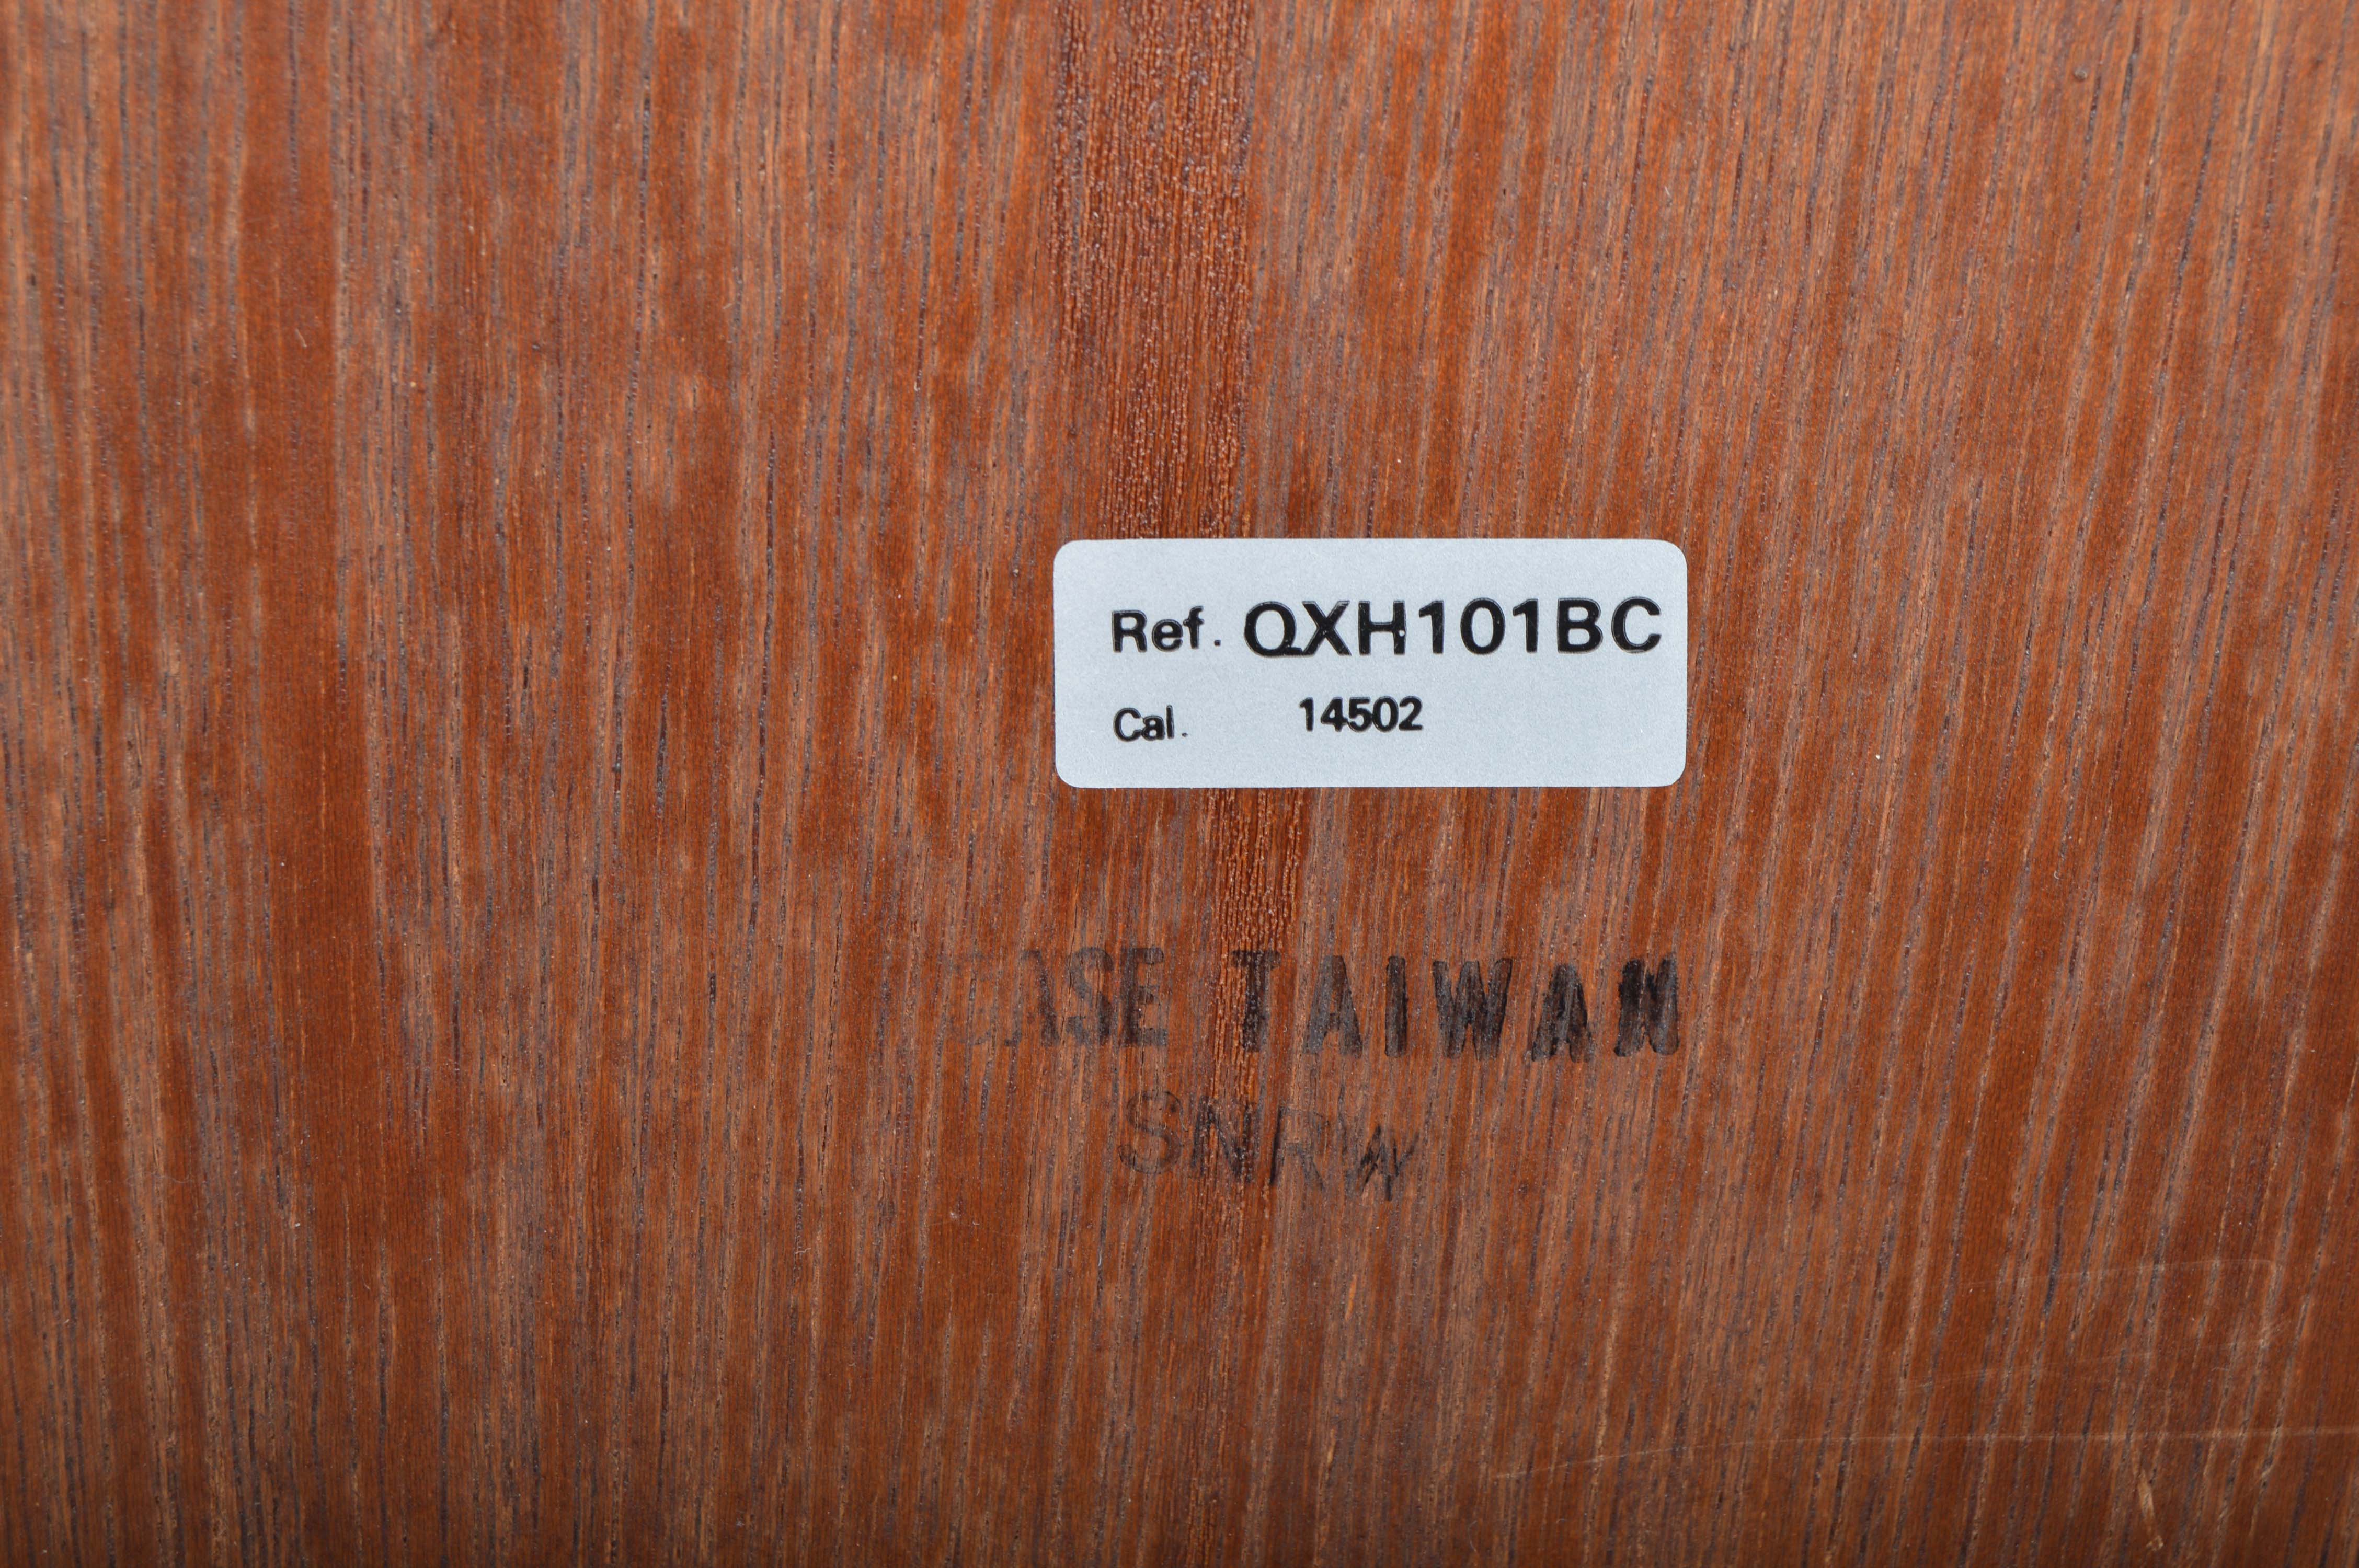 Ref. QXH101BC
Cal. 14502
CASE TAIWAN
SNRW